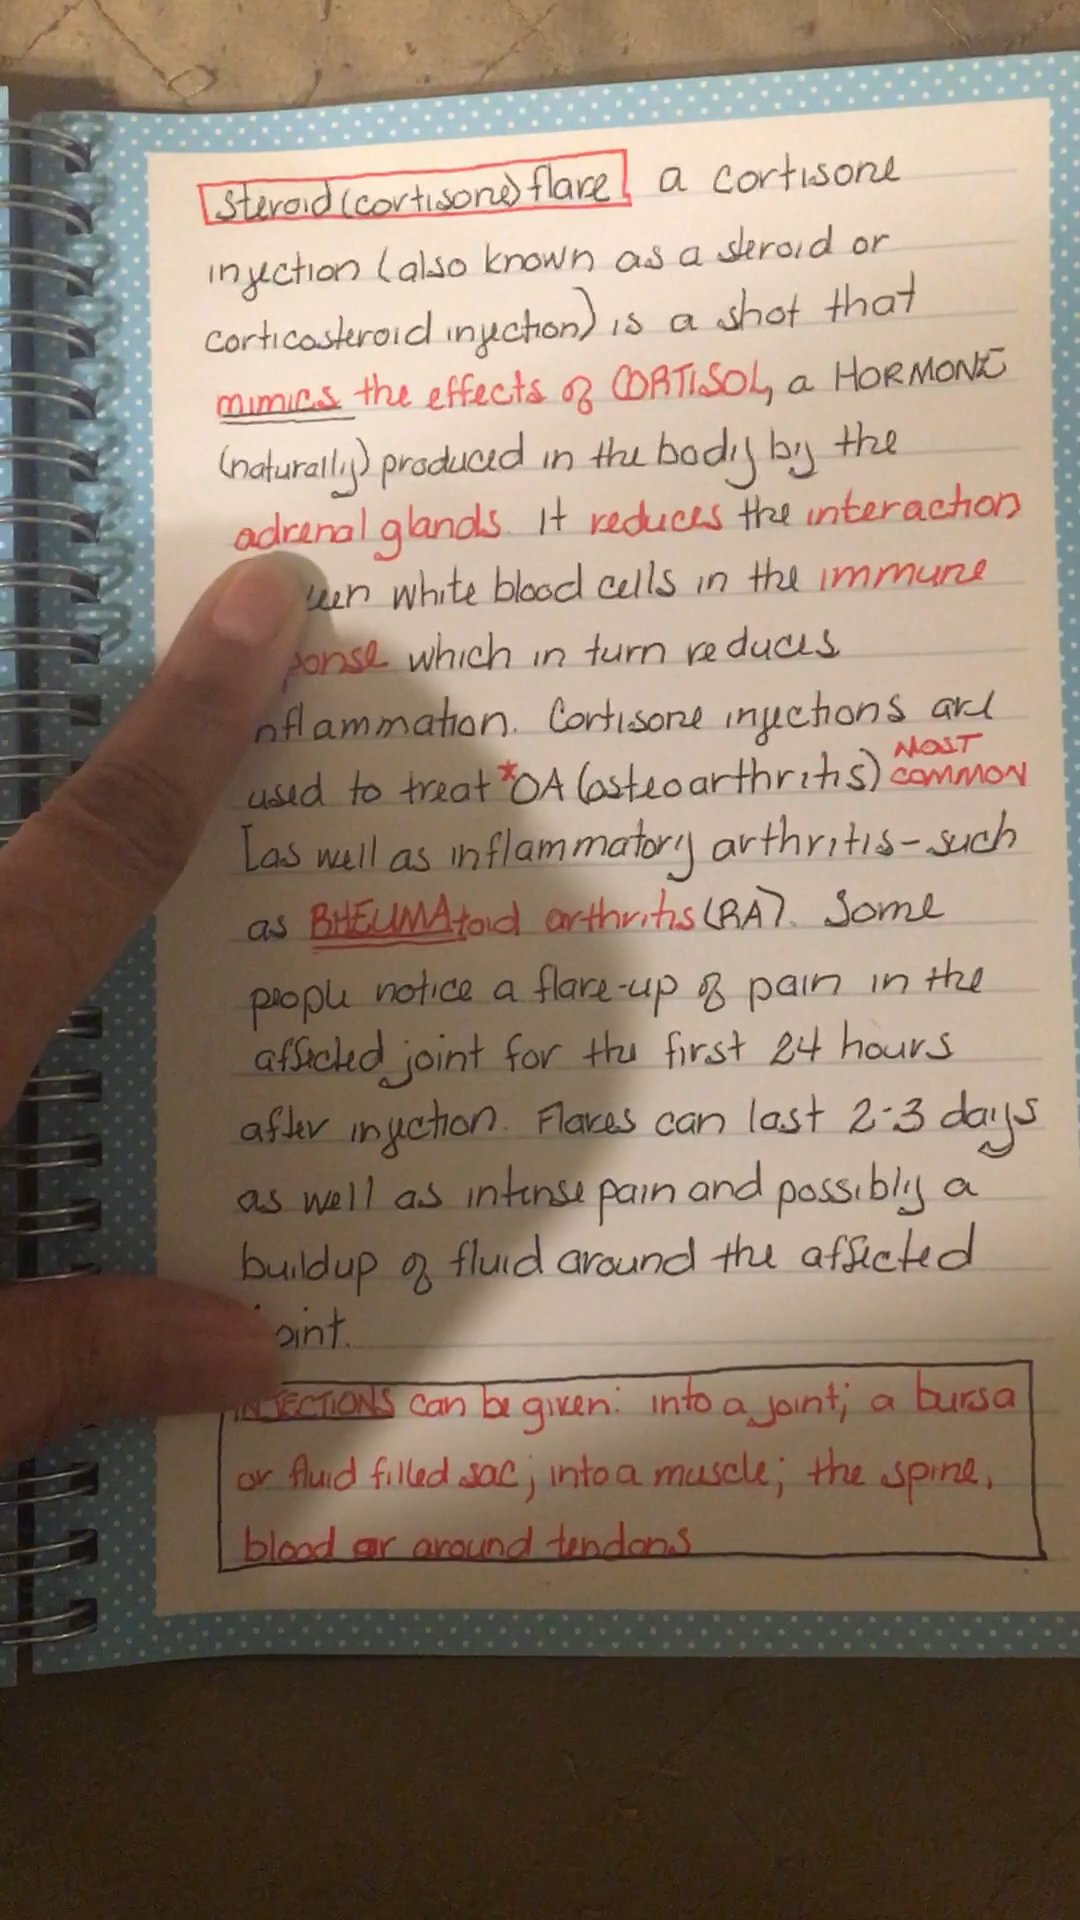 steroid (cortisone) flare a cortisone
injection (also known as a steroid or
corticosteroid injection) is a shot that
mimics the effects of CORTISOL, a HORMONE
(naturally) produced in the body by the
adrenal glands. It reduces the interaction
white blood cells in the immune
which in turn reduces
nflammation. Cortisone injections are
used to treat *OA (osteoarthritis) MOST COMMON
[as well as inflammatory arthritis - such
as RHEUMAtoid arthritis (RA). Some
people notice a flare-up of pain in the
affected joint for the first 24 hours
after injection. Flares can last 2-3 days
as well as intense pain and possibly a
buildup of fluid around the affected
oint.
INJECTIONS can be given: into a joint; a bursa
or fluid filled sac; into a muscle; the spine,
blood or around tendons